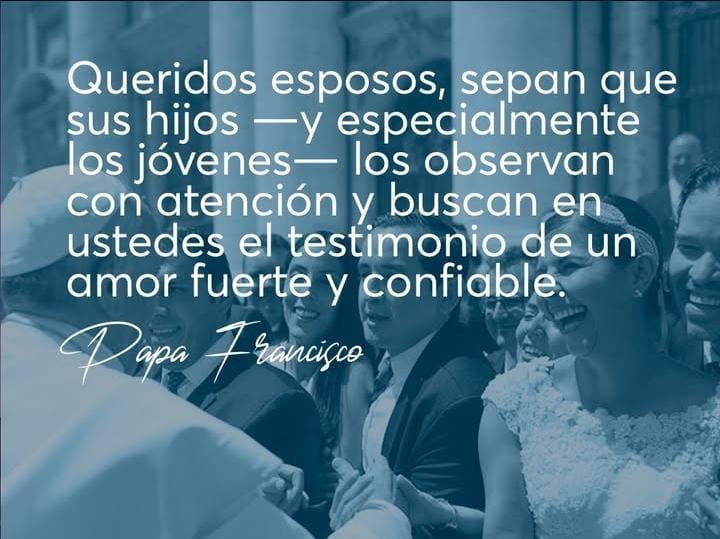 Queridos esposos, sepan que
sus hijos —y especialmente
los jóvenes— los observan
con atención y buscan en
ustedes el testimonio de un
amor fuerte y confiable.
Papa Francisco